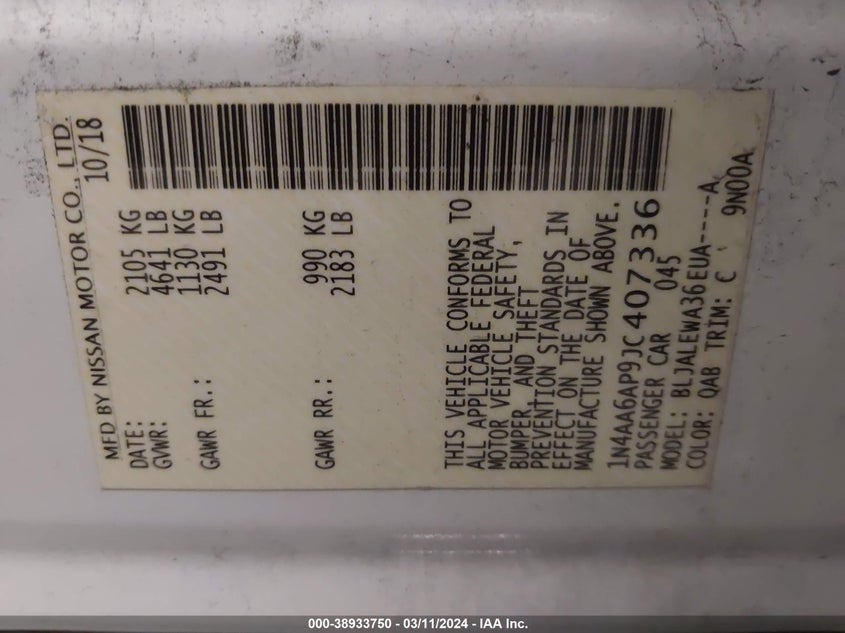 MFD BY NISSAN MOTOR CO., LTD.
10/18
DATE:
GVWR: 2105 KG
4641 LB
GAWR FR.: 1130 KG
2491 LB
GAWR RR.: 990 KG
2183 LB
THIS VEHICLE CONFORMS TO
ALL APPLICABLE FEDERAL
MOTOR VEHICLE SAFETY,
BUMPER, AND THEFT
PREVENTION STANDARDS IN
EFFECT ON THE DATE OF
MANUFACTURE SHOWN ABOVE.
1N4AA6AP9JC407336
PASSENGER CAR 045
MODEL: BLJALEWA36EUA----A
COLOR: QAB TRIM: C 9N00A
000-38933750 - 03/11/2024 - IAA Inc.